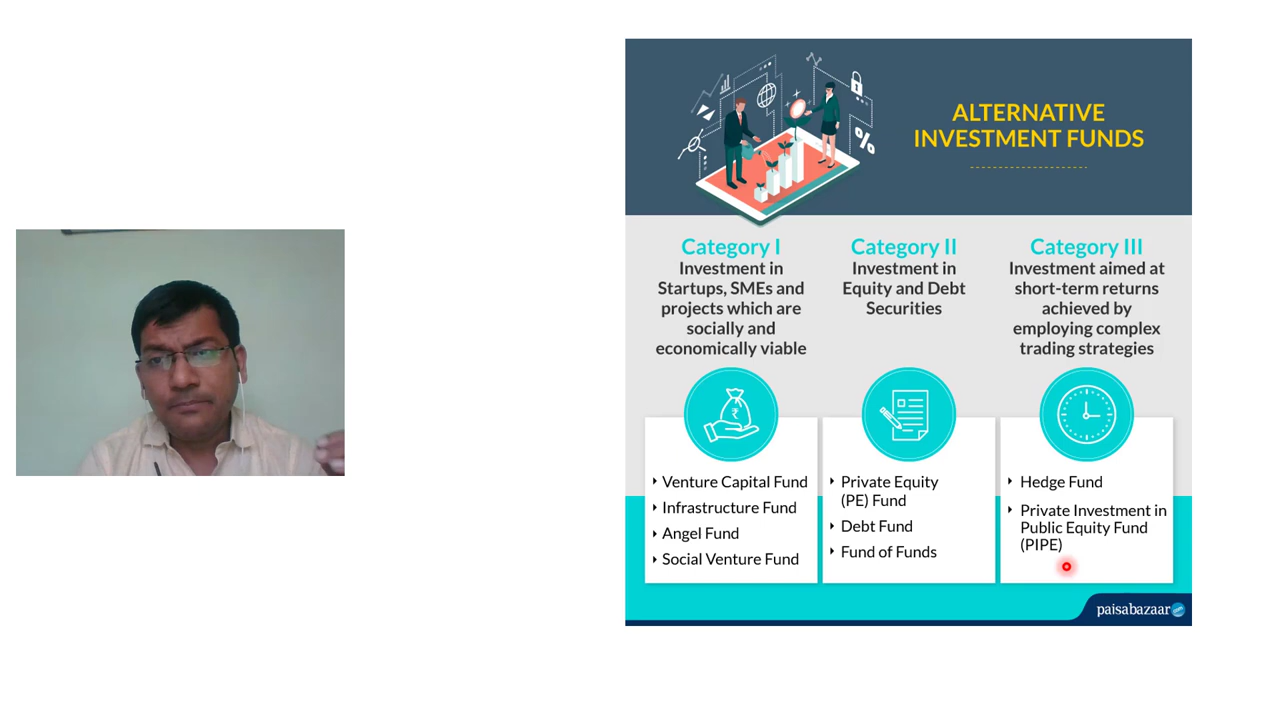 ALTERNATIVE
INVESTMENT FUNDS
Category I
Investment in
Startups, SMEs and
projects which are
socially and
economically viable
Venture Capital Fund
Infrastructure Fund
Angel Fund
Social Venture Fund
Category II
Investment in
Equity and Debt
Securities
Private Equity
(PE) Fund
Debt Fund
Fund of Funds
Category III
Investment aimed at
short-term returns
achieved by
employing complex
trading strategies
Hedge Fund
Private Investment in
Public Equity Fund
(PIPE)
paisabazaar